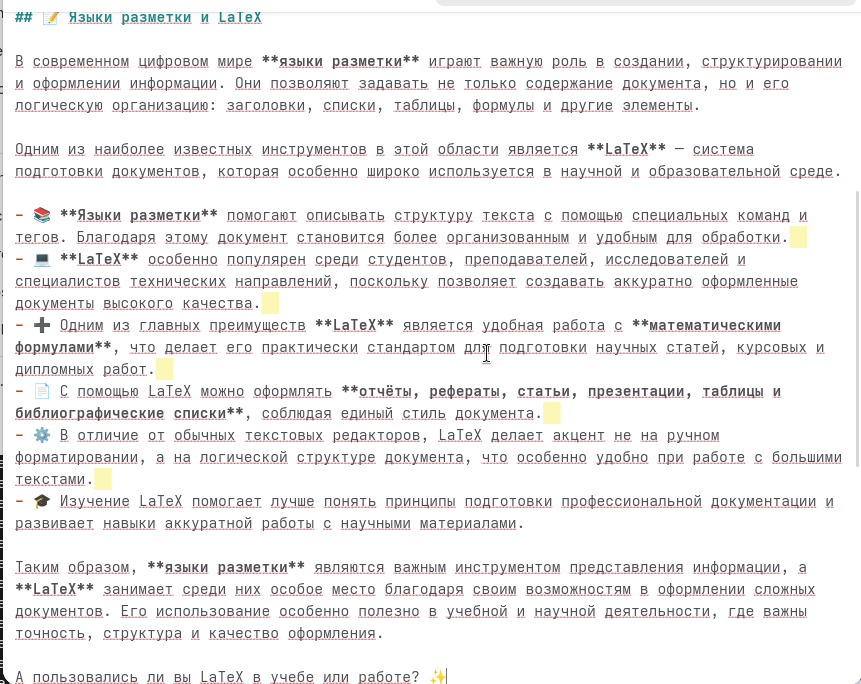 ## 📝 Языки разметки и LaTeX
В современном цифровом мире **языки разметки** играют важную роль в создании, структурировании
и оформлении информации. Они позволяют задавать не только содержание документа, но и его
логическую организацию: заголовки, списки, таблицы, формулы и другие элементы.
Одним из наиболее известных инструментов в этой области является **LaTeX** — система
подготовки документов, которая особенно широко используется в научной и образовательной среде.
- 📚 **Языки разметки** помогают описывать структуру текста с помощью специальных команд и
тегов. Благодаря этому документ становится более организованным и удобным для обработки.
- 💻 **LaTeX** особенно популярен среди студентов, преподавателей, исследователей и
специалистов технических направлений, поскольку позволяет создавать аккуратно оформленные
документы высокого качества.
- ➕ Одним из главных преимуществ **LaTeX** является удобная работа с **математическими
формулами**, что делает его практически стандартом для подготовки научных статей, курсовых и
дипломных работ.
- 📄 С помощью LaTeX можно оформлять **отчёты, рефераты, статьи, презентации, таблицы и
библиографические списки**, соблюдая единый стиль документа.
- ⚙️ В отличие от обычных текстовых редакторов, LaTeX делает акцент не на ручном
форматировании, а на логической структуре документа, что особенно удобно при работе с большими
текстами.
- 🎓 Изучение LaTeX помогает лучше понять принципы подготовки профессиональной документации и
развивает навыки аккуратной работы с научными материалами.
Таким образом, **языки разметки** являются важным инструментом представления информации, а
**LaTeX** занимает среди них особое место благодаря своим возможностям в оформлении сложных
документов. Его использование особенно полезно в учебной и научной деятельности, где важны
точность, структура и качество оформления.
А пользовались ли вы LaTeX в учебе или работе? ✨